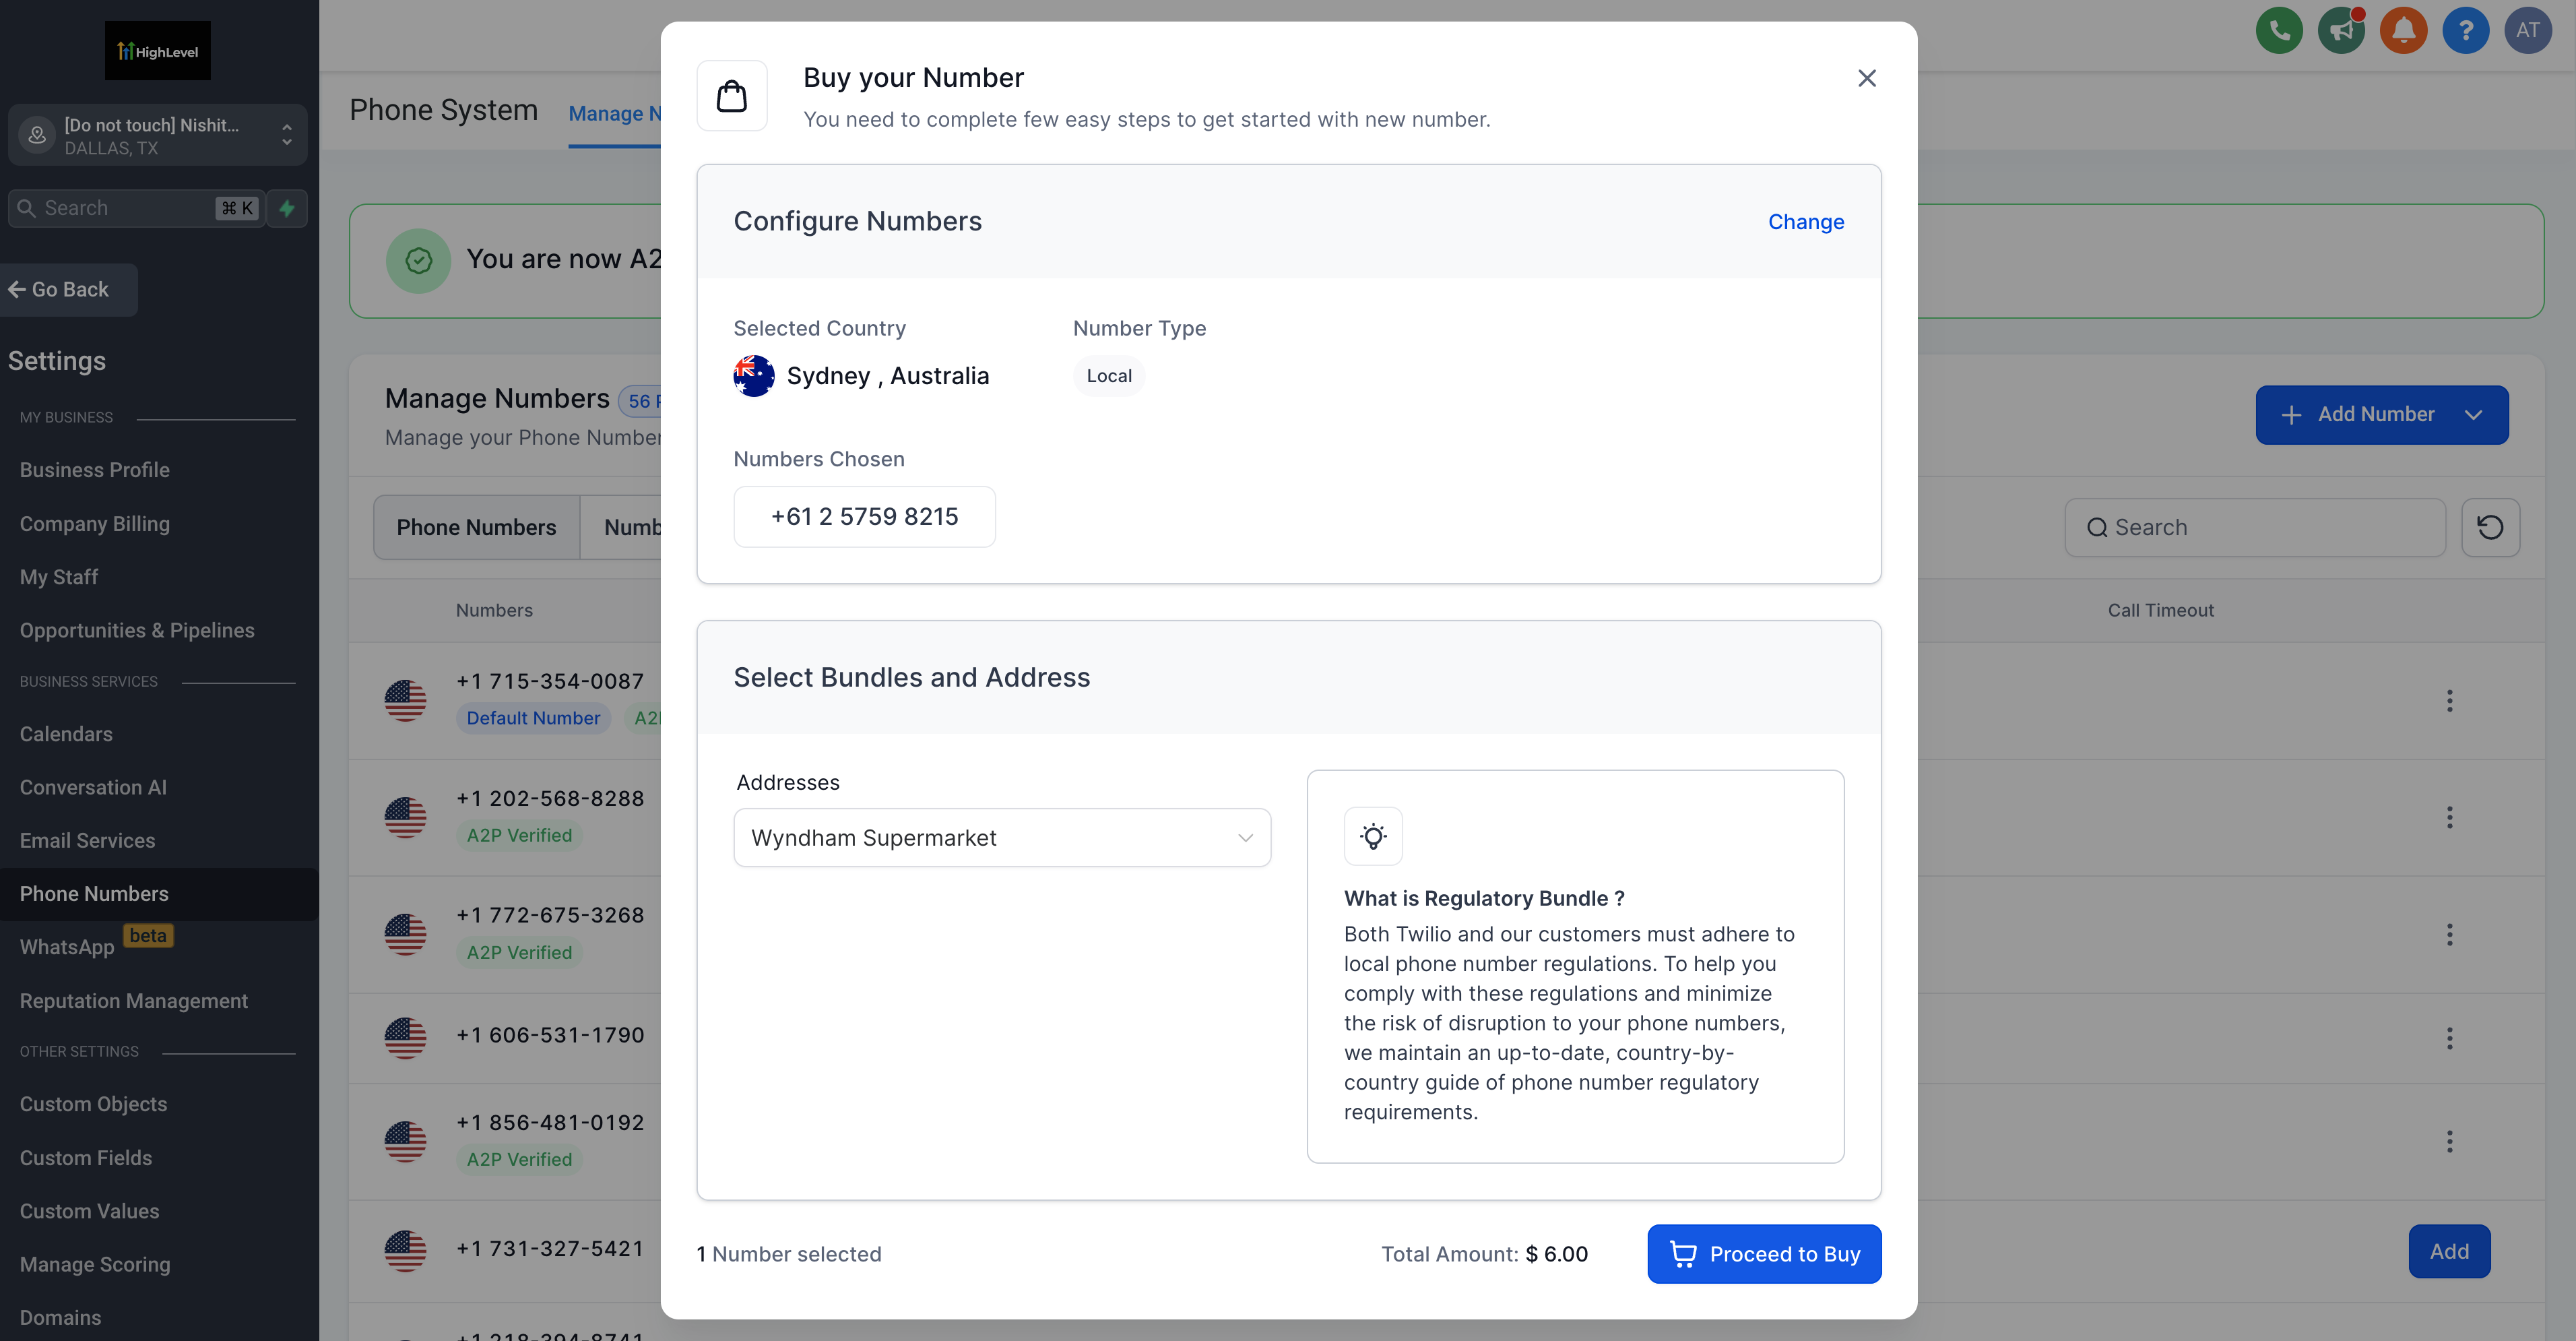 HighLevel
[Do not touch] Nishit...
DALLAS, TX
Search
⌘ K
Go Back
Settings
MY BUSINESS
Business Profile
Company Billing
My Staff
Opportunities & Pipelines
BUSINESS SERVICES
Calendars
Conversation AI
Email Services
Phone Numbers
WhatsApp beta
Reputation Management
OTHER SETTINGS
Custom Objects
Custom Fields
Custom Values
Manage Scoring
Domains
Phone System
Manage N
AT
You are now A2
Manage Numbers
56
Manage your Phone Number
Add Number
Phone Numbers
Numb
Search
Numbers
Call Timeout
+1 715-354-0087
Default Number
A2
+1 202-568-8288
A2P Verified
+1 772-675-3268
A2P Verified
+1 606-531-1790
+1 856-481-0192
A2P Verified
+1 731-327-5421
Add
Buy your Number
You need to complete few easy steps to get started with new number.
Configure Numbers
Change
Selected Country
Number Type
Sydney , Australia
Local
Numbers Chosen
+61 2 5759 8215
Select Bundles and Address
Addresses
Wyndham Supermarket
What is Regulatory Bundle ?
Both Twilio and our customers must adhere to
local phone number regulations. To help you
comply with these regulations and minimize
the risk of disruption to your phone numbers,
we maintain an up-to-date, country-by-
country guide of phone number regulatory
requirements.
1 Number selected
Total Amount: $ 6.00
Proceed to Buy